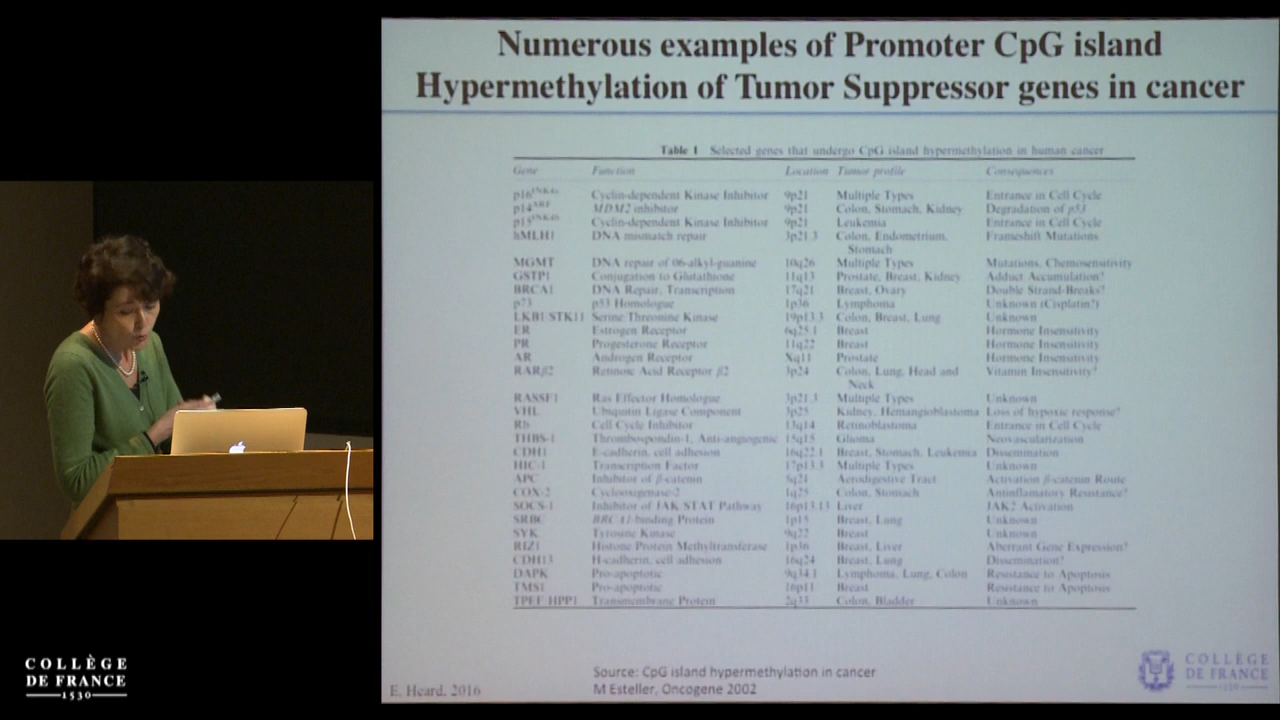 Numerous examples of Promoter CpG island
Hypermethylation of Tumor Suppressor genes in cancer
Table 1 Selected genes that undergo CpG island hypermethylation in human cancer
Gene Function Location Tumor profile Consequences
p16INK4a Cyclin-dependent Kinase Inhibitor 9p21 Multiple Types Entrance in Cell Cycle
p14ARF MDM2 inhibitor 9p21 Colon, Stomach, Kidney Degradation of p53
p15INK4b Cyclin-dependent Kinase Inhibitor 9p21 Leukemia Entrance in Cell Cycle
hMLH1 DNA mismatch repair 3p21.3 Colon, Endometrium, Frameshift Mutations
Stomach
MGMT DNA repair of 06-alkyl-guanine 10q26 Multiple Types Mutations, Chemosensitivity
GSTP1 Conjugation to Glutathione 11q13 Prostate, Breast, Kidney Adduct Accumulation?
BRCA1 DNA Repair, Transcription 17q21 Breast, Ovary Double Strand-Breaks?
p73 p53 Homologue 1p36 Lymphoma Unknown (Cisplatin?)
LKB1/STK11 Serine/Threonine Kinase 19p13.3 Colon, Breast, Lung Unknown
ER Estrogen Receptor 6q25.1 Breast Hormone Insensitivity
PR Progesterone Receptor 11q22 Breast Hormone Insensitivity
AR Androgen Receptor Xq11 Prostate Hormone Insensitivity
RARβ2 Retinoic Acid Receptor β2 3p24 Colon, Lung, Head and Vitamin Insensitivity?
Neck
RASSF1 Ras Effector Homologue 3p21.3 Multiple Types Unknown
VHL Ubiquitin Ligase Component 3p25 Kidney, Hemangioblastoma Loss of hypoxic response?
Rb Cell Cycle Inhibitor 13q14 Retinoblastoma Entrance in Cell Cycle
THBS-1 Thrombospondin-1, Anti-angiogenic 15q15 Glioma Neovascularization
CDH1 E-cadherin, cell adhesion 16q22.1 Breast, Stomach, Leukemia Dissemination
HIC-1 Transcription Factor 17p13.3 Multiple Types Unknown
APC Inhibitor of β-catenin 5q21 Aerodigestive Tract Activation β-catenin Route
COX-2 Cyclooxigenase-2 1q25 Colon, Stomach Antinflamatory Resistance?
SOCS-1 Inhibitor of JAK/STAT Pathway 16p13.13 Liver JAK2 Activation
SRBC BRCA1-binding Protein 1p15 Breast, Lung Unknown
SYK Tyrosine Kinase 9q22 Breast Unknown
RIZ1 Histone/Protein Methyltransferase 1p36 Breast, Liver Aberrant Gene Expression?
CDH13 H-cadherin, cell adhesion 16q24 Breast, Lung Dissemination?
DAPK Pro-apoptotic 9q34.1 Lymphoma, Lung, Colon Resistance to Apoptosis
TMS1 Pro-apoptotic 16p11 Breast Resistance to Apoptosis
TPEF/HPP1 Transmembrane Protein 2q33 Colon, Bladder Unknown
Source: CpG island hypermethylation in cancer
M Esteller, Oncogene 2002
E. Heard, 2016
COLLÈGE
DE FRANCE
1530
COLLÈGE
DE FRANCE
1530